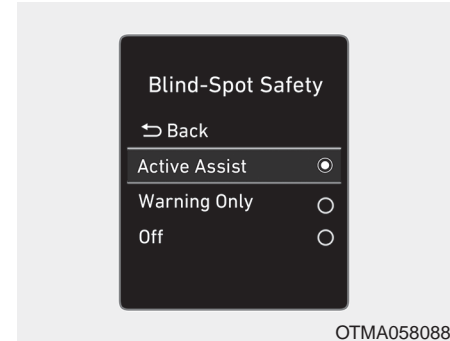 Blind-Spot Safety
⮌ Back
Active Assist
Warning Only
Off
OTMA058088